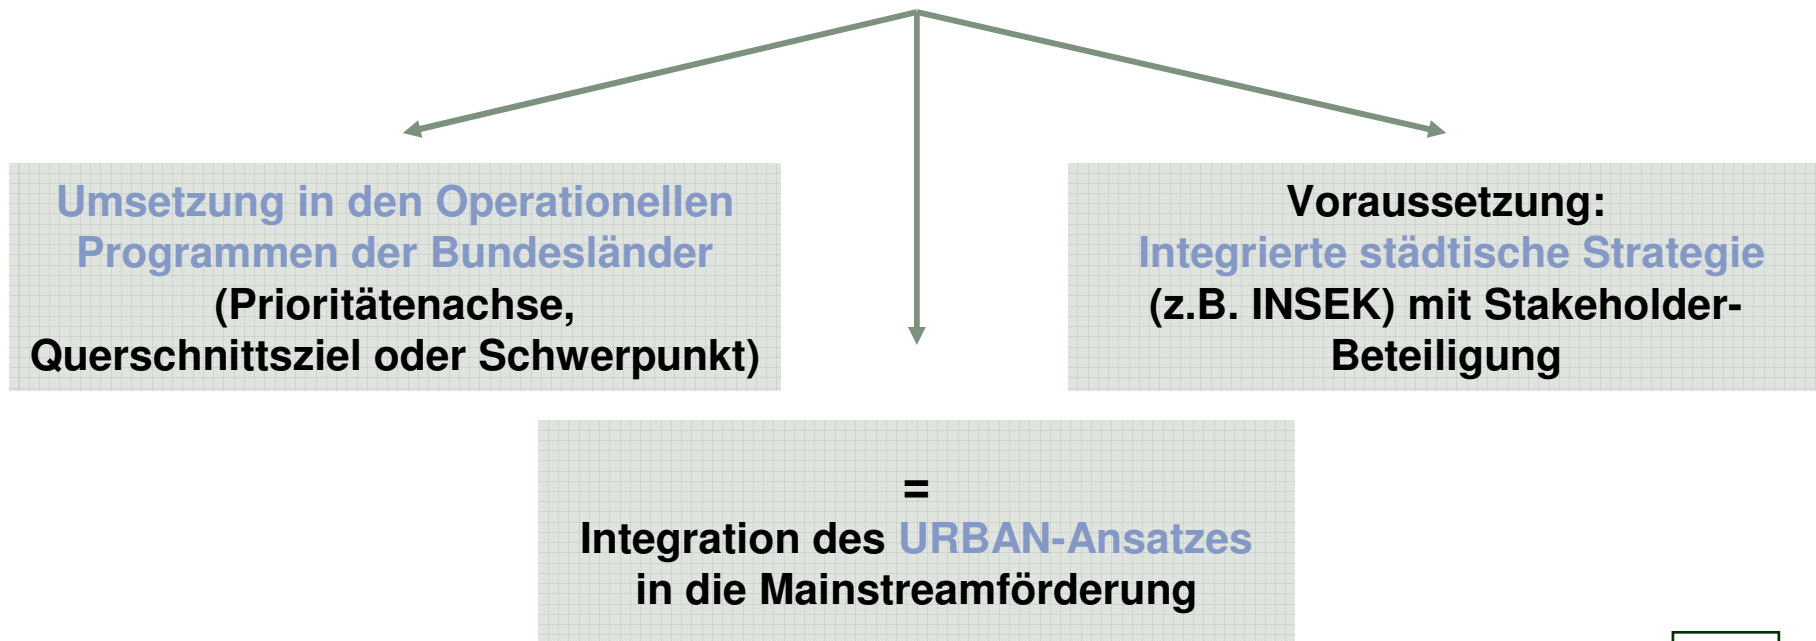 Umsetzung in den Operationellen
Programmen der Bundesländer
(Prioritätenachse,
Querschnittsziel oder Schwerpunkt)
Voraussetzung:
Integrierte städtische Strategie
(z.B. INSEK) mit Stakeholder-
Beteiligung
=
Integration des URBAN-Ansatzes
in die Mainstreamförderung